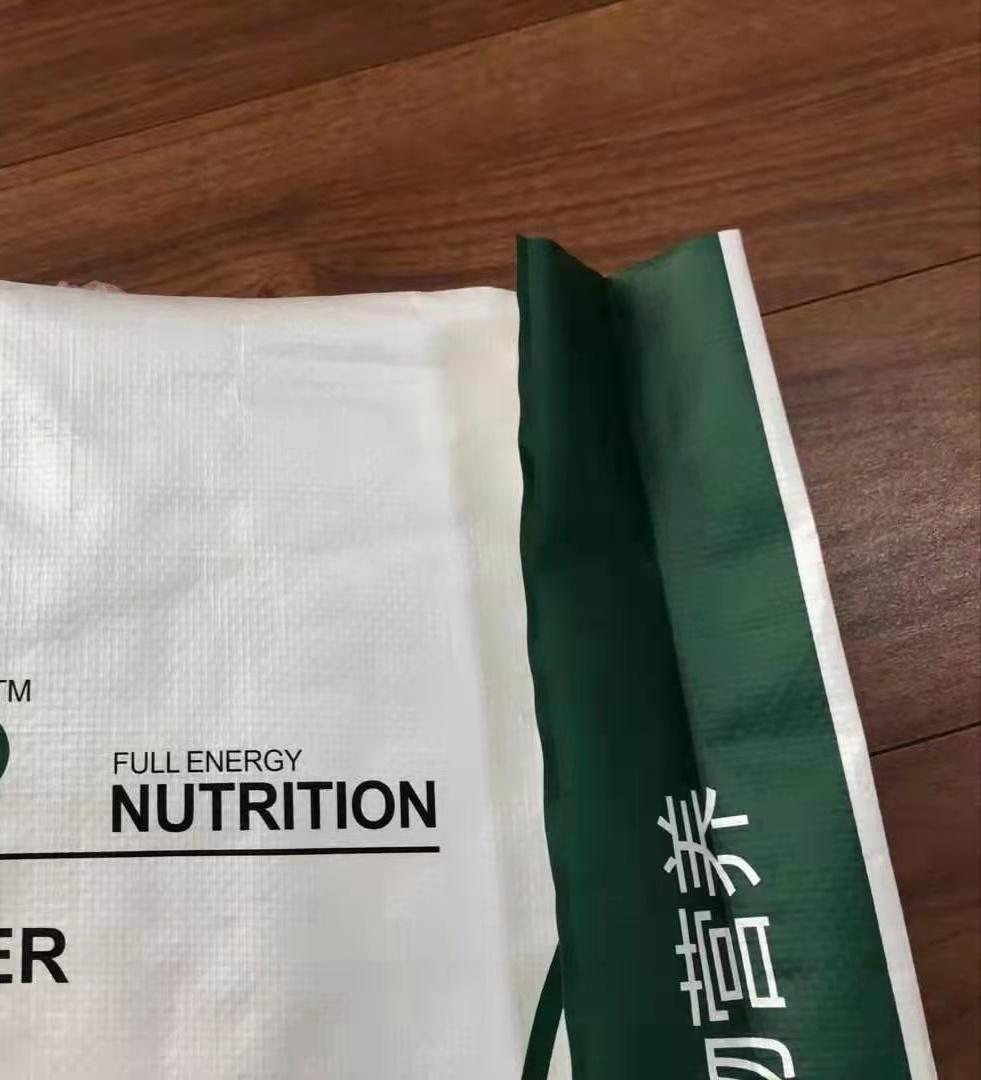 TM
FULL ENERGY
NUTRITION
ER
营养